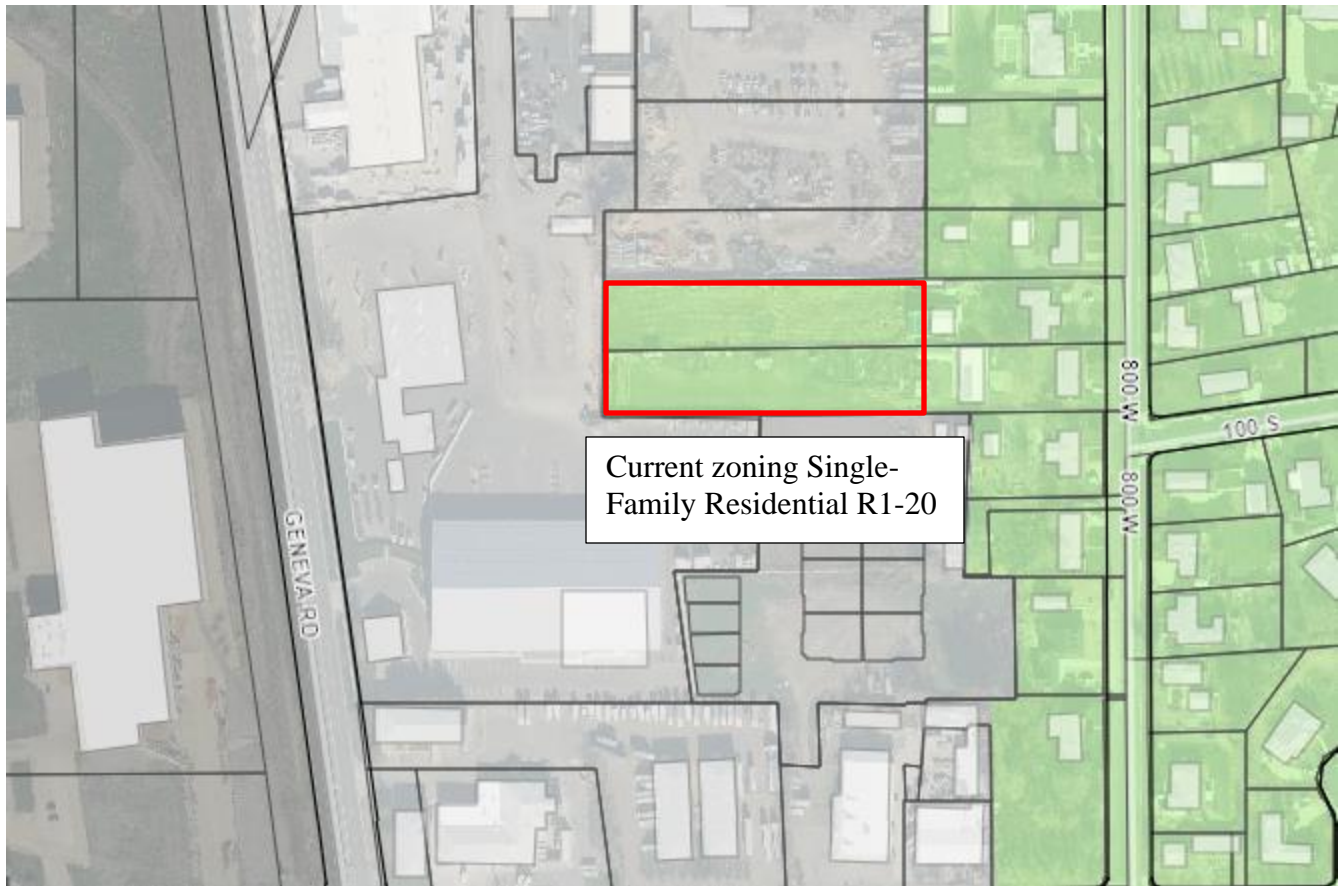 800 W
100 S
Current zoning Single-
Family Residential R1-20
800 W
GENEVA RD